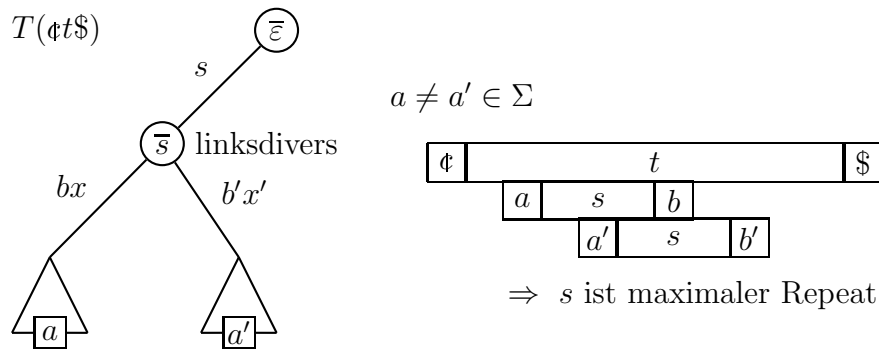 T(¢t$)
ε̅
s
a ≠ a′ ∈ Σ
s̅ linksdivers
¢ t $
bx b′x′
a s b
a′ s b′
⇒ s ist maximaler Repeat
a a′